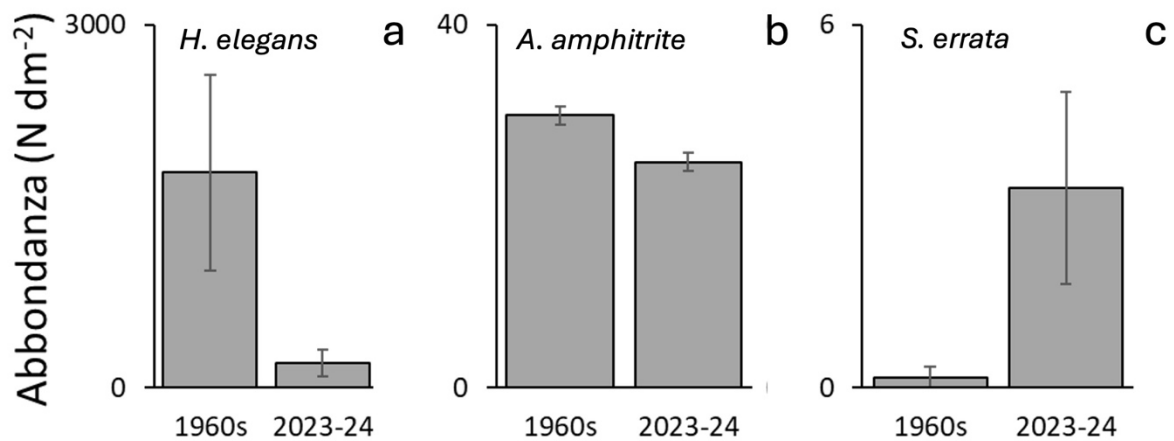 Abbondanza (N dm-2)
3000
H. elegans
a
0
1960s
2023-24
40
A. amphitrite
b
0
1960s
2023-24
6
S. errata
c
0
1960s
2023-24